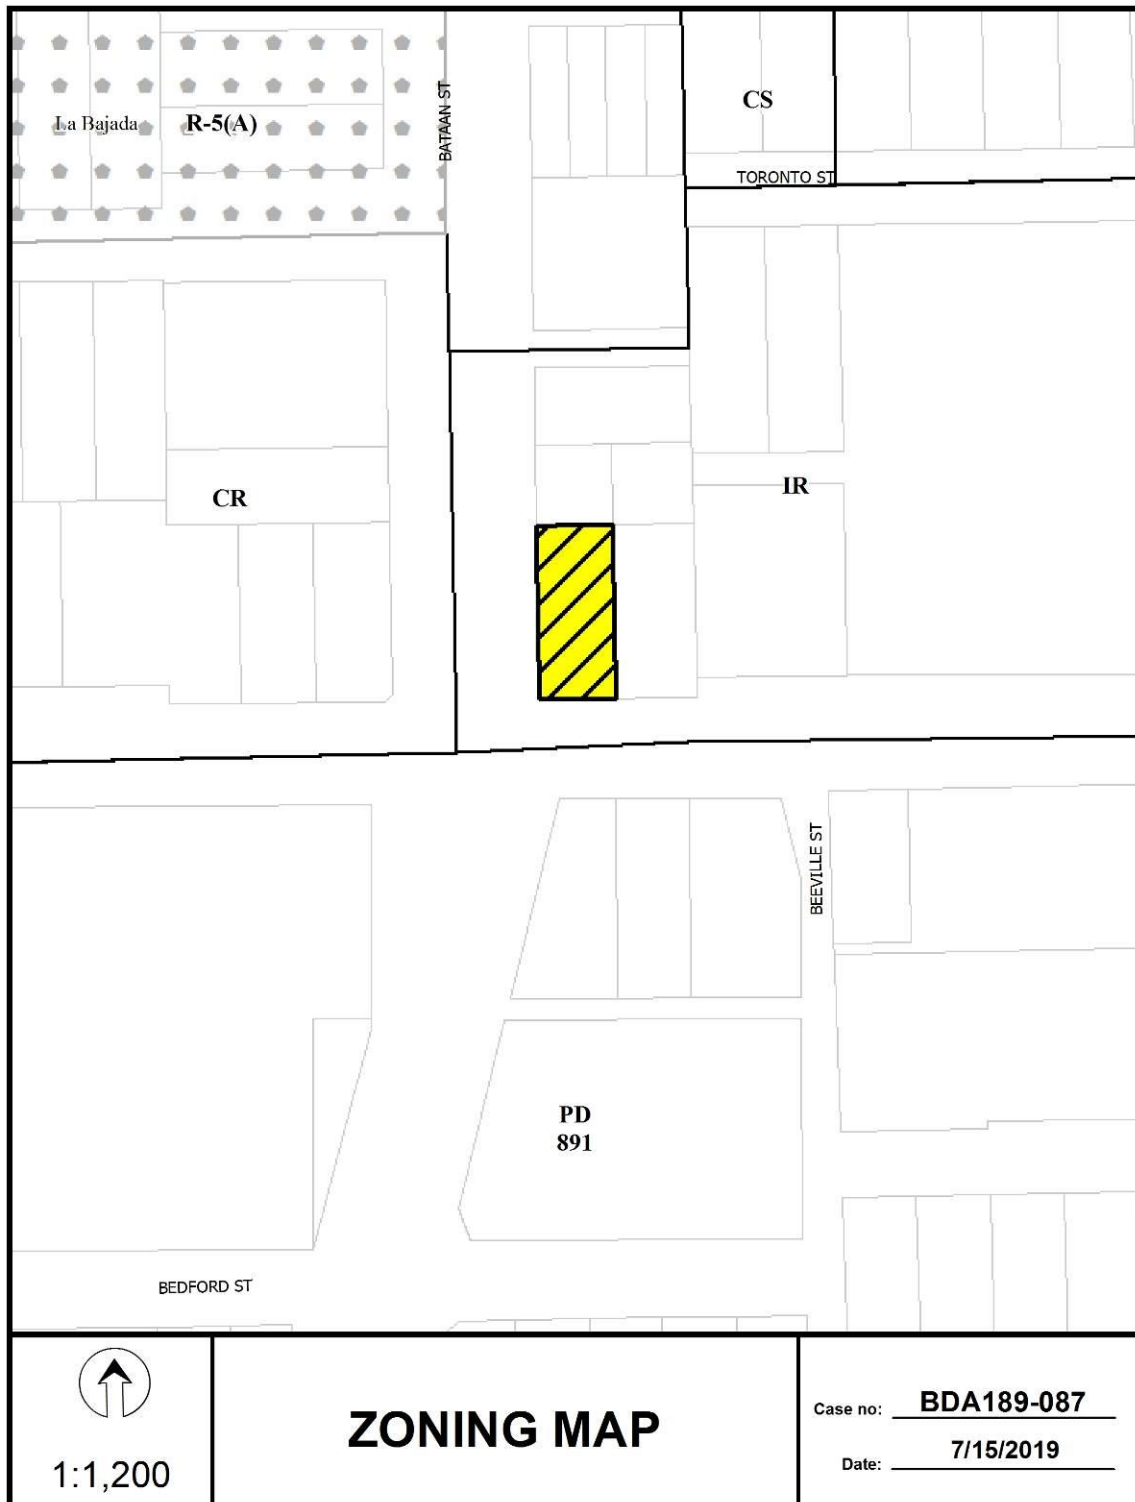 CS
BATAAN ST
La Bajada
R-5(A)
TORONTO ST
CR
IR
BEEVILLE ST
PD
891
BEDFORD ST
1:1,200
ZONING MAP
Case no: BDA189-087
Date: 7/15/2019